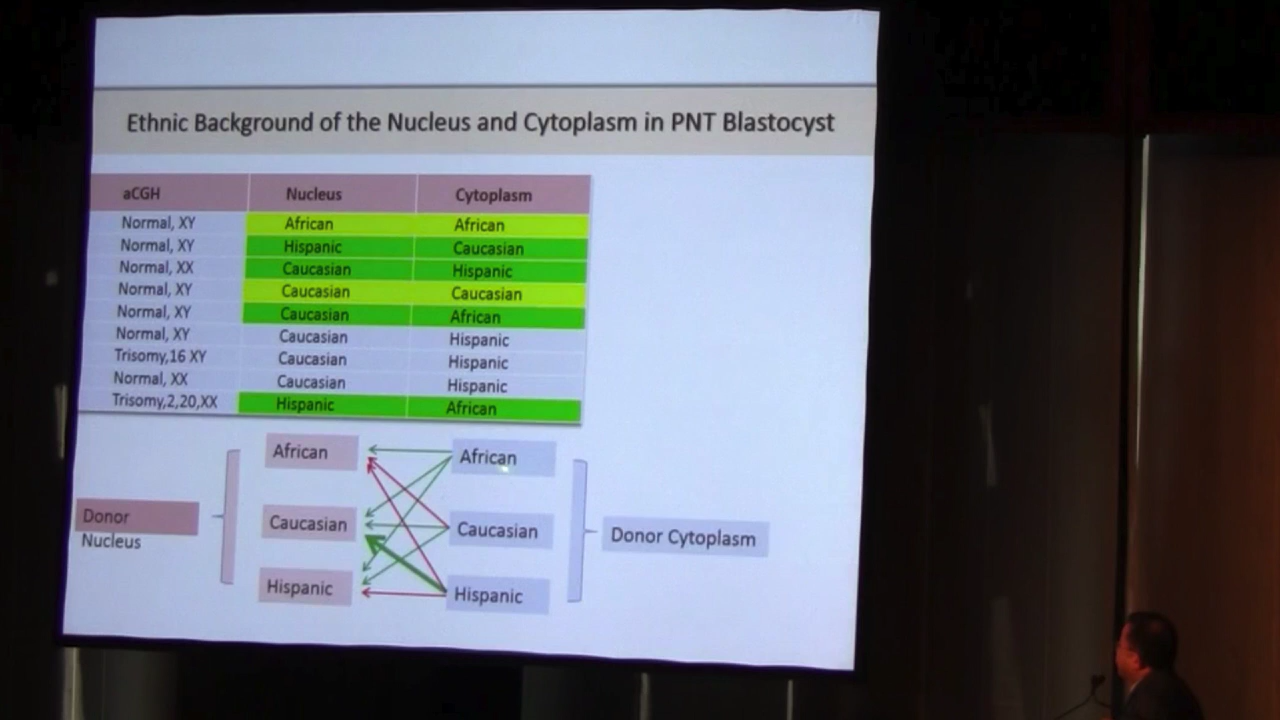 Ethnic Background of the Nucleus and Cytoplasm in PNT Blastocyst
aCGH Nucleus Cytoplasm
Normal, XY African African
Normal, XY Hispanic Caucasian
Normal, XX Caucasian Hispanic
Normal, XY Caucasian Caucasian
Normal, XY Caucasian African
Normal, XY Caucasian Hispanic
Trisomy,16 XY Caucasian Hispanic
Normal, XX Caucasian Hispanic
Trisomy,2,20,XX Hispanic African
African African
Donor
Nucleus
Caucasian Caucasian
Donor Cytoplasm
Hispanic Hispanic